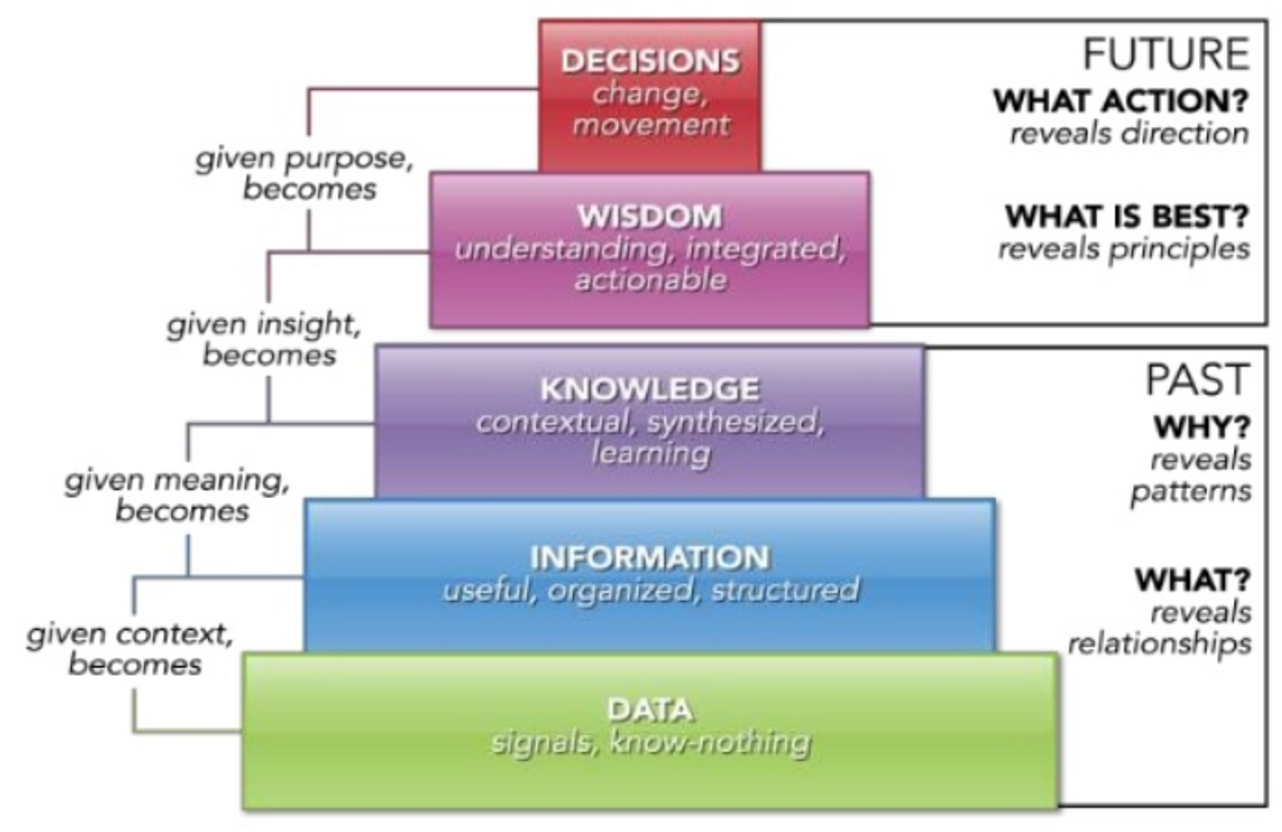 DECISIONS
change,
movement
FUTURE
WHAT ACTION?
reveals direction
given purpose,
becomes
WISDOM
understanding, integrated,
actionable
WHAT IS BEST?
reveals principles
given insight,
becomes
KNOWLEDGE
contextual, synthesized,
learning
PAST
WHY?
reveals
patterns
given meaning,
becomes
INFORMATION
useful, organized, structured
WHAT?
reveals
relationships
given context,
becomes
DATA
signals, know-nothing